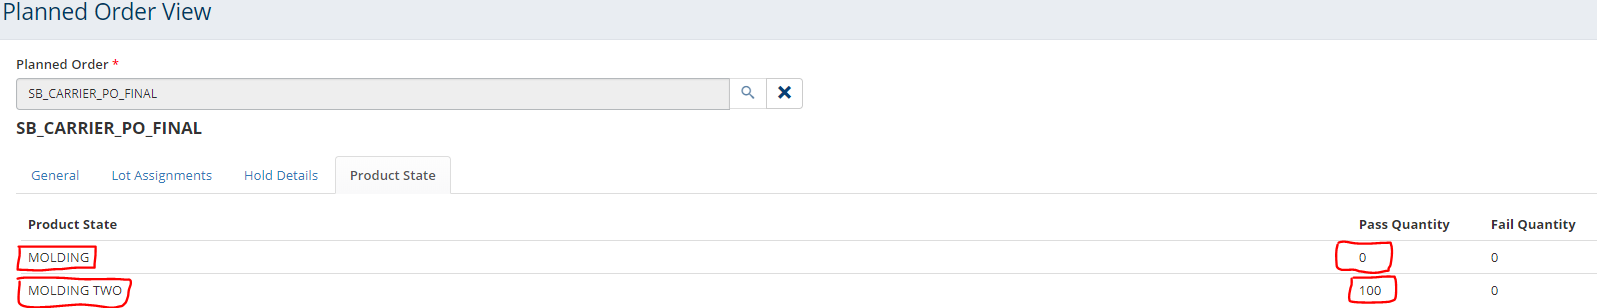 Planned Order View
Planned Order *
SB_CARRIER_PO_FINAL
SB_CARRIER_PO_FINAL
General Lot Assignments Hold Details Product State
Product State Pass Quantity Fail Quantity
MOLDING 0 0
MOLDING TWO 100 0